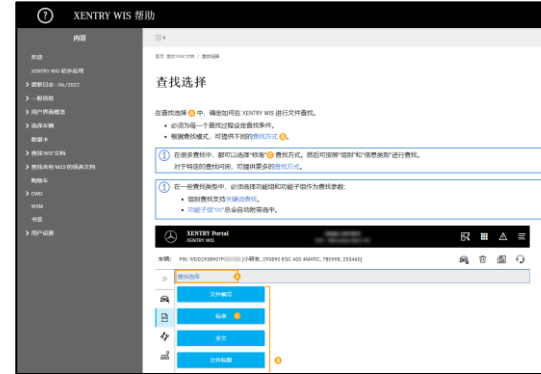 ? XENTRY WIS 帮助
内容
欢迎
XENTRY WIS 初步应用
更新日志 - 06/2022
一般信息
用户界面概览
选择车辆
数据卡
查找 WIS 文档
查找具有 WIS 的保养文档
购物车
DWD
WSM
书签
用户设置
首页: 查找 WIS 文档 / 查找选择
查找选择
在查找选择 A 中，确定如何在 XENTRY WIS 进行文件查找。
• 必须为每一个查找过程设定查找条件。
• 根据查找模式，可提供不同的查找方式 B。
i 在很多查找中，都可以选择"标准" C 查找方式。然后可按照"组别"和"信息类别"进行查找。
对于特定的查找问询，可提供更多的查找方式。
i 在一些查找类型中，必须选择功能组和功能子组作为查找参数:
• 组别查找支持关键词查找。
• 功能子组"00"总会自动附带选中。
XENTRY Portal
XENTRY WIS
车辆:
查找选择 A
文件编号
标准 C
全文
文件标题
B